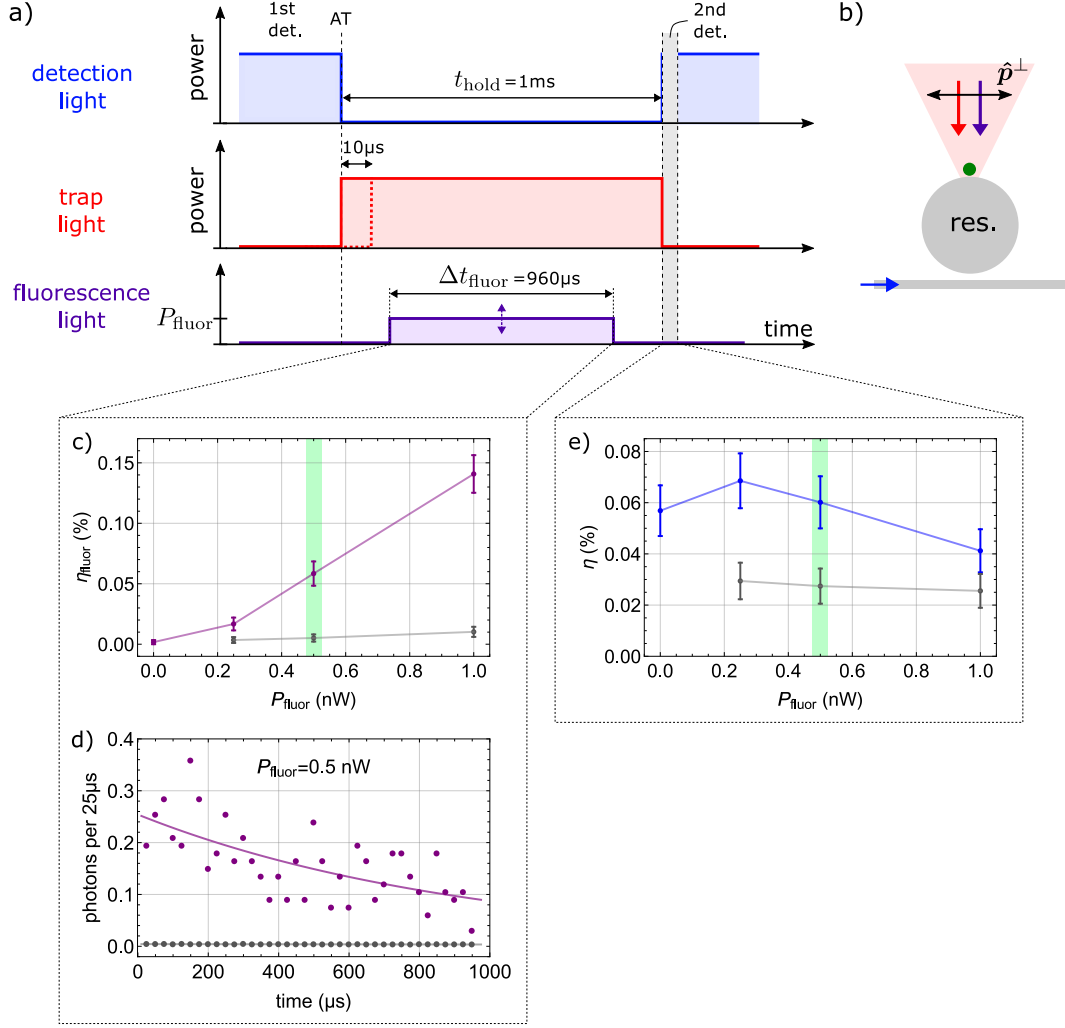 a)
1st
det.
AT
2nd
det.
b)
detection
light
power
t_hold = 1ms
p̂^⊥
10µs
trap
light
power
res.
fluorescence
light
Δt_fluor = 960µs
P_fluor
time
c)
η_fluor (%)
0.15
0.10
0.05
0.00
0.0 0.2 0.4 0.6 0.8 1.0
P_fluor (nW)
e)
η (%)
0.08
0.06
0.04
0.02
0.00
0.0 0.2 0.4 0.6 0.8 1.0
P_fluor (nW)
d)
P_fluor=0.5 nW
photons per 25µs
0.4
0.3
0.2
0.1
0.0
0 200 400 600 800 1000
time (µs)